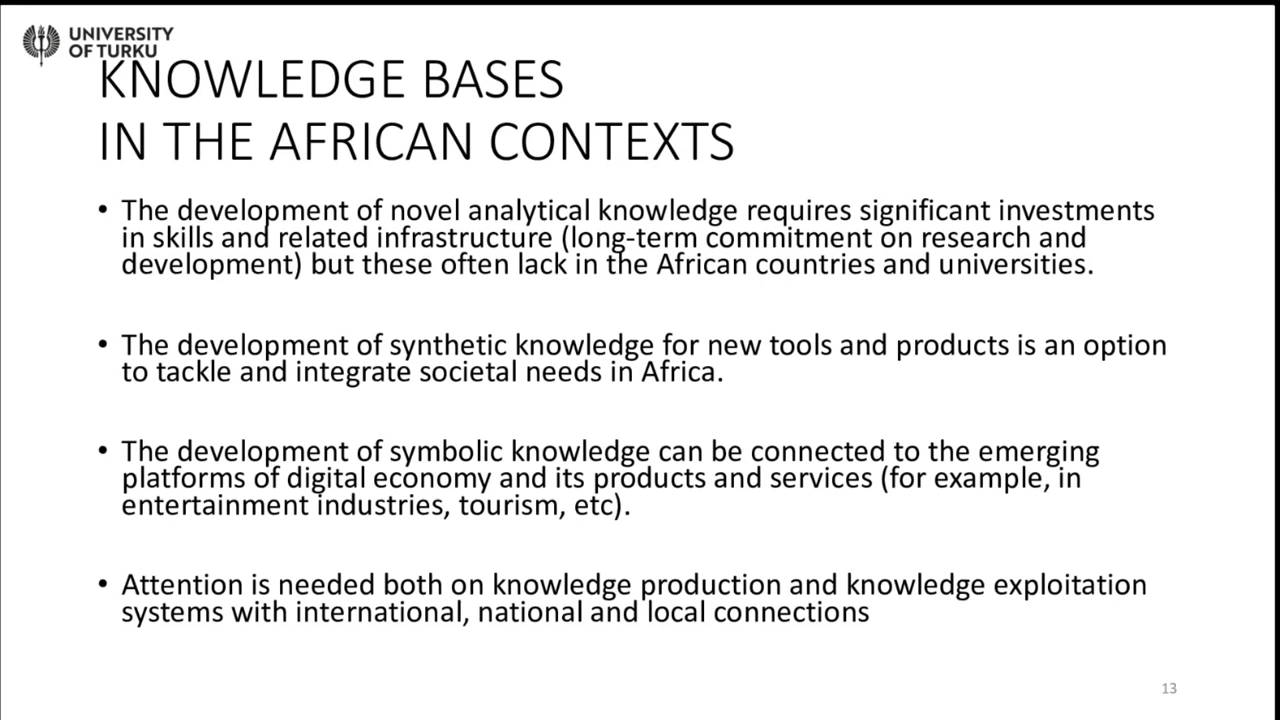 UNIVERSITY
OF TURKU
KNOWLEDGE BASES
IN THE AFRICAN CONTEXTS
• The development of novel analytical knowledge requires significant investments
in skills and related infrastructure (long-term commitment on research and
development) but these often lack in the African countries and universities.
• The development of synthetic knowledge for new tools and products is an option
to tackle and integrate societal needs in Africa.
• The development of symbolic knowledge can be connected to the emerging
platforms of digital economy and its products and services (for example, in
entertainment industries, tourism, etc).
• Attention is needed both on knowledge production and knowledge exploitation
systems with international, national and local connections
13